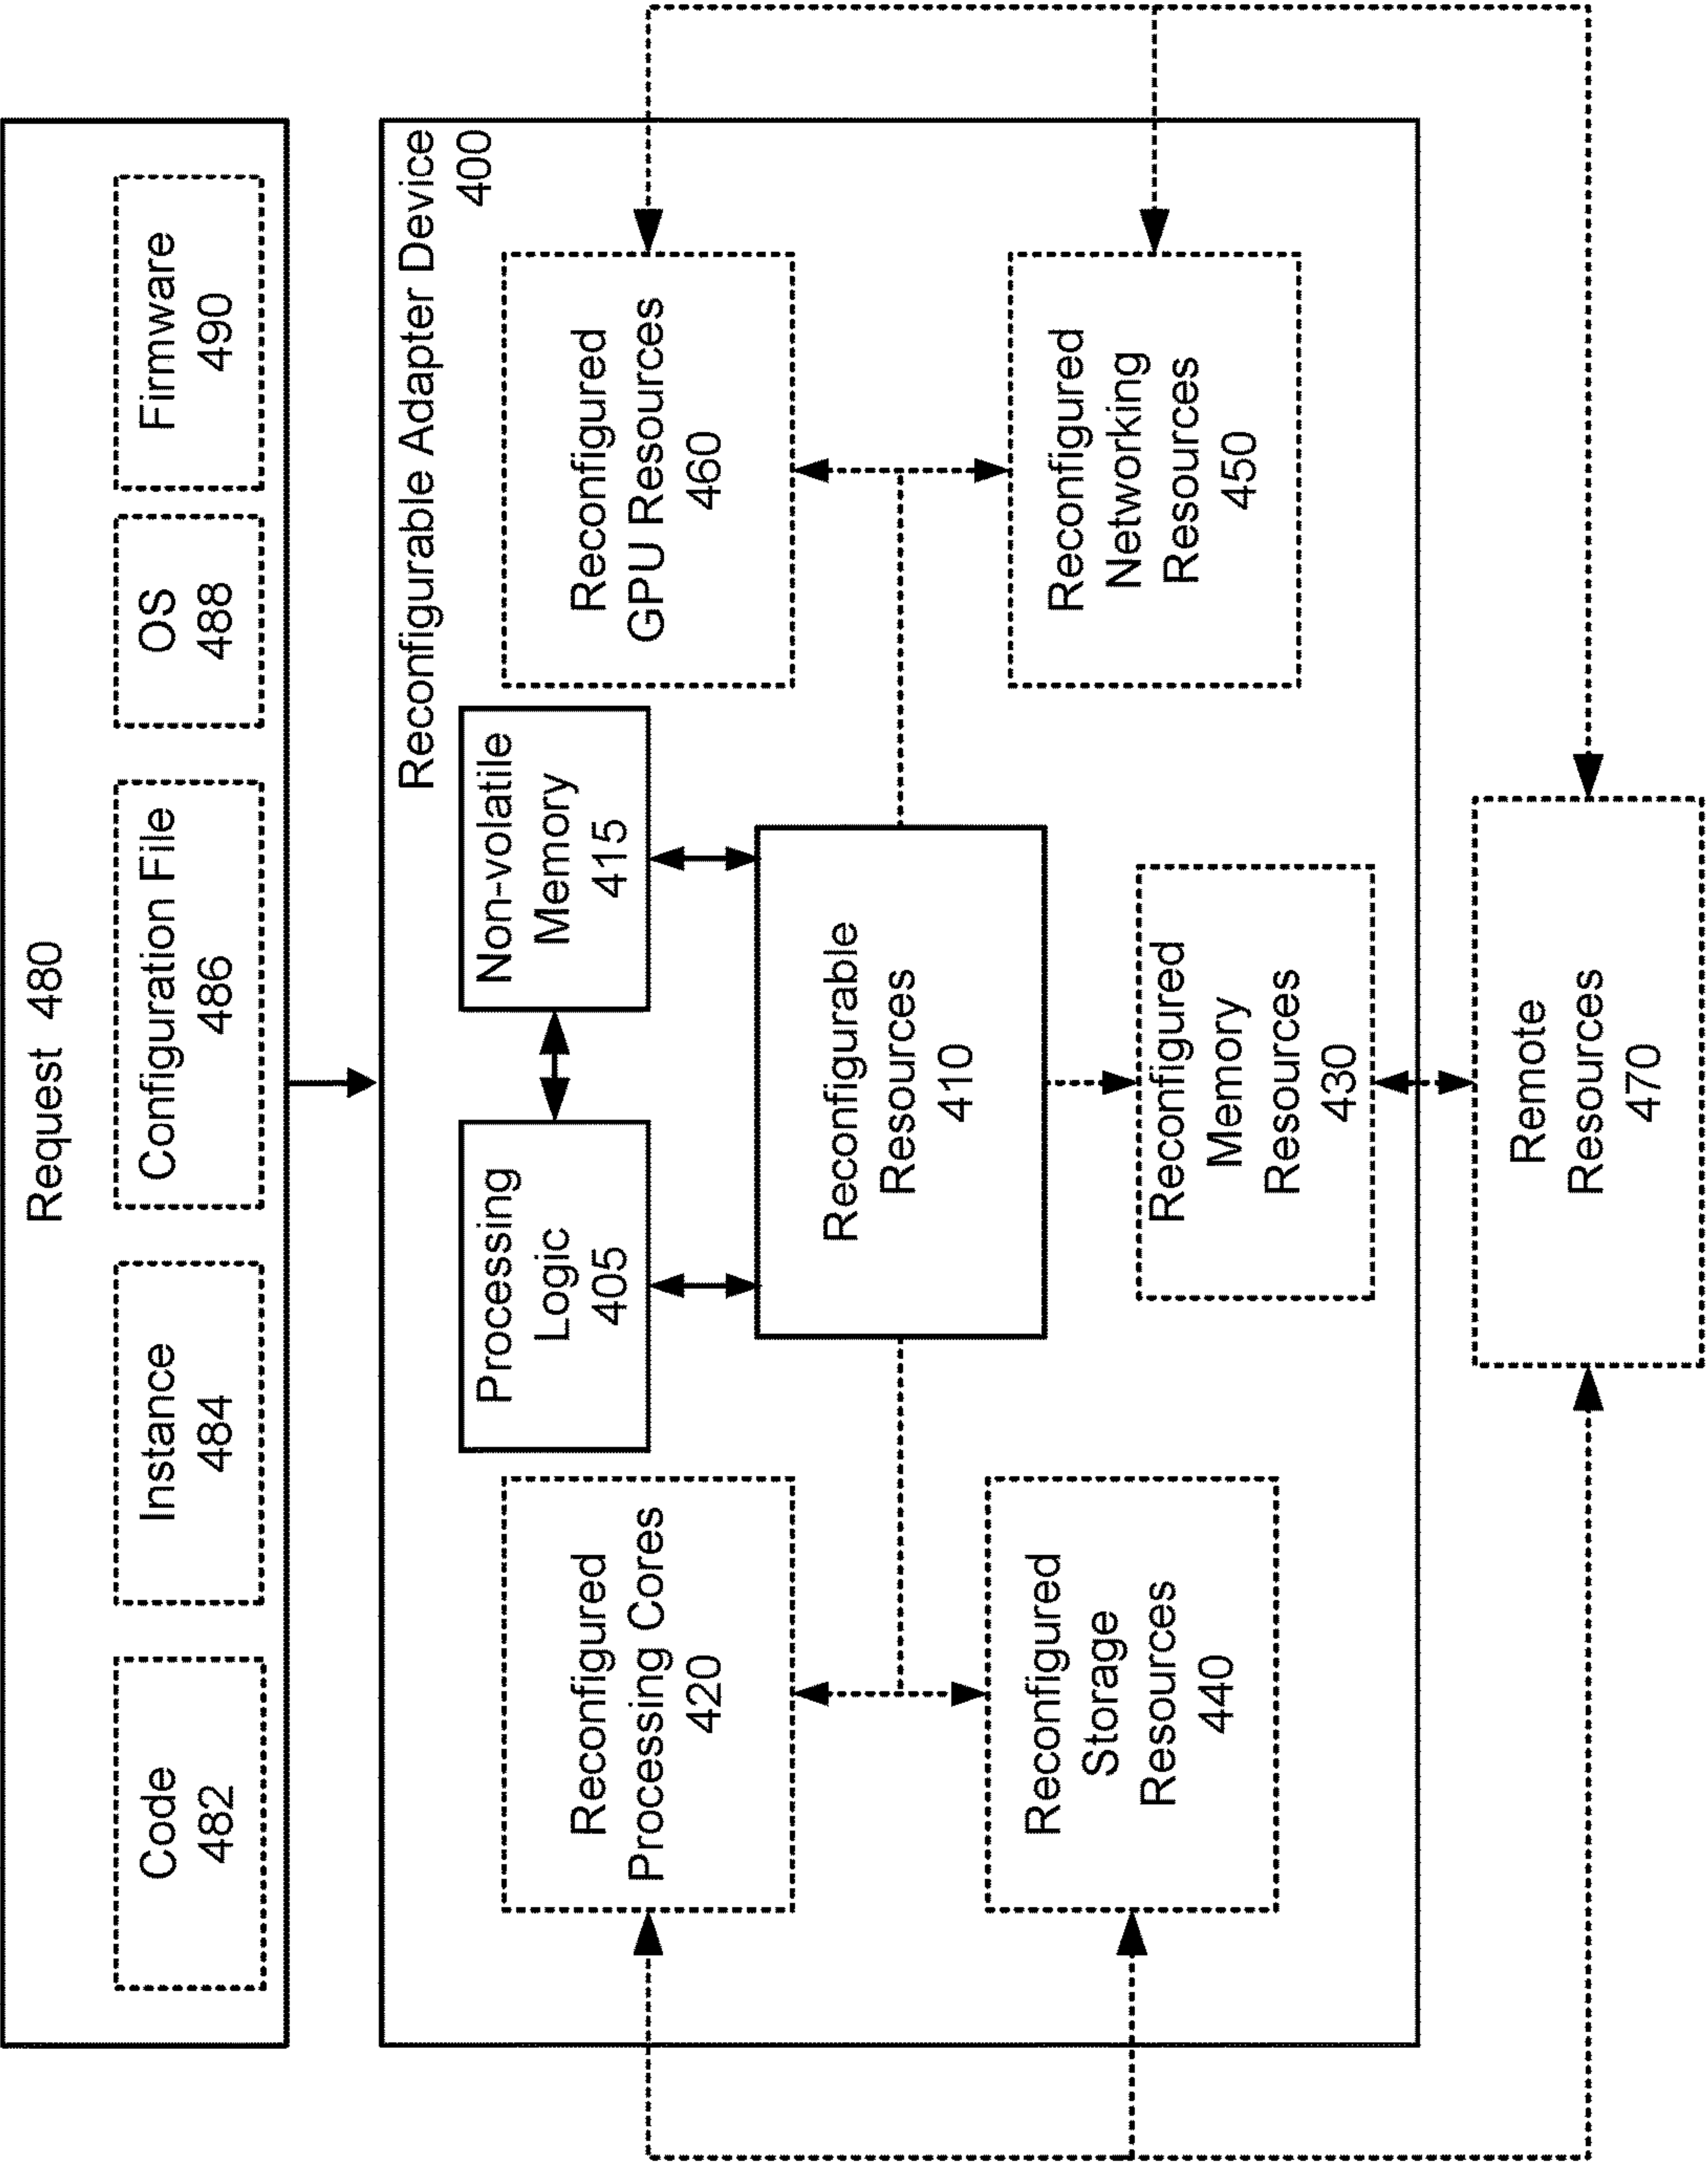 Request 480
Code
482
Instance
484
Configuration File
486
OS
488
Firmware
490
Reconfigurable Adapter Device
400
Processing
Logic
405
Non-volatile
Memory
415
Reconfigured
Processing Cores
420
Reconfigured
GPU Resources
460
Reconfigurable
Resources
410
Reconfigured
Storage
Resources
440
Reconfigured
Memory
Resources
430
Reconfigured
Networking
Resources
450
Remote
Resources
470